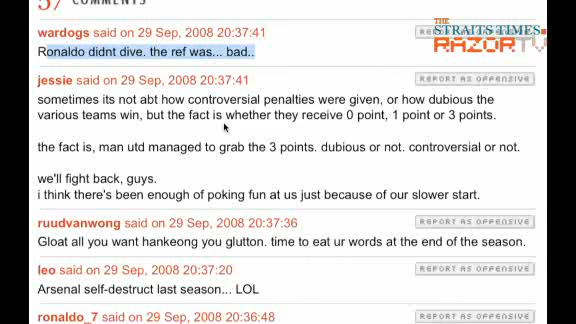 57 COMMENTS
THE
STRAITS TIMES
RAZORTV
wardogs said on 29 Sep, 2008 20:37:41
Ronaldo didnt dive. the ref was... bad..
jessie said on 29 Sep, 2008 20:37:41
REPORT AS OFFENSIVE
sometimes its not abt how controversial penalties were given, or how dubious the
various teams win, but the fact is whether they receive 0 point, 1 point or 3 points.
the fact is, man utd managed to grab the 3 points. dubious or not. controversial or not.
we'll fight back, guys.
i think there's been enough of poking fun at us just because of our slower start.
ruudvanwong said on 29 Sep, 2008 20:37:36
REPORT AS OFFENSIVE
Gloat all you want hankeong you glutton. time to eat ur words at the end of the season.
leo said on 29 Sep, 2008 20:37:20
REPORT AS OFFENSIVE
Arsenal self-destruct last season... LOL
ronaldo_7 said on 29 Sep, 2008 20:36:48
REPORT AS OFFENSIVE